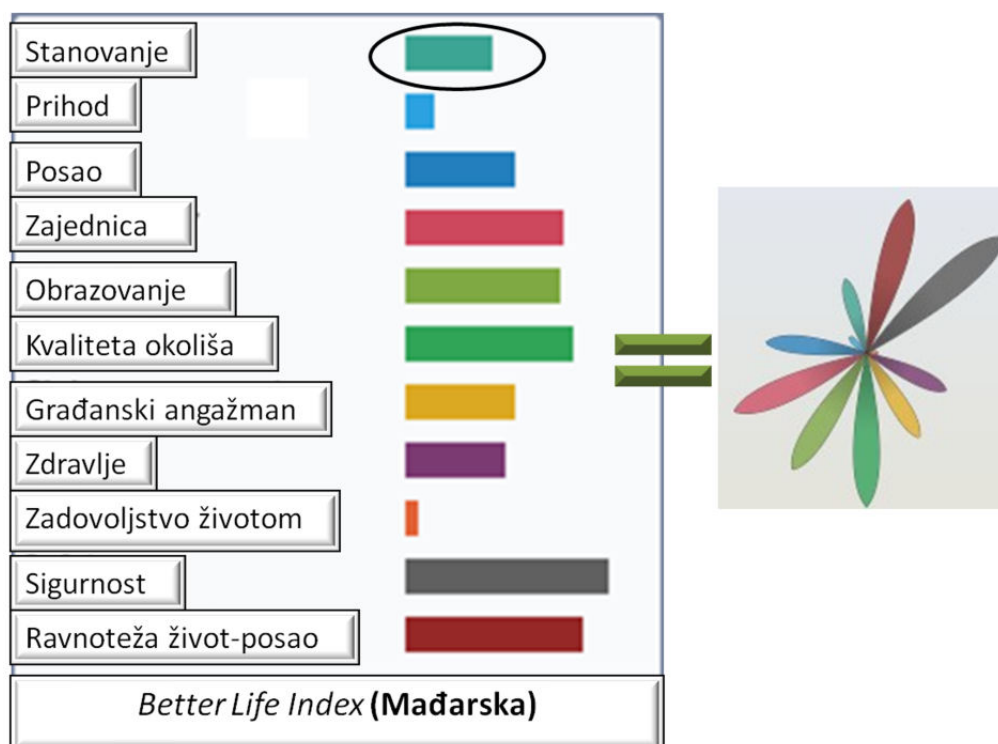 Stanovanje
Prihod
Posao
Zajednica
Obrazovanje
Kvaliteta okoliša
Građanski angažman
Zdravlje
Zadovoljstvo životom
Sigurnost
Ravnoteža život-posao
Better Life Index (Mađarska)